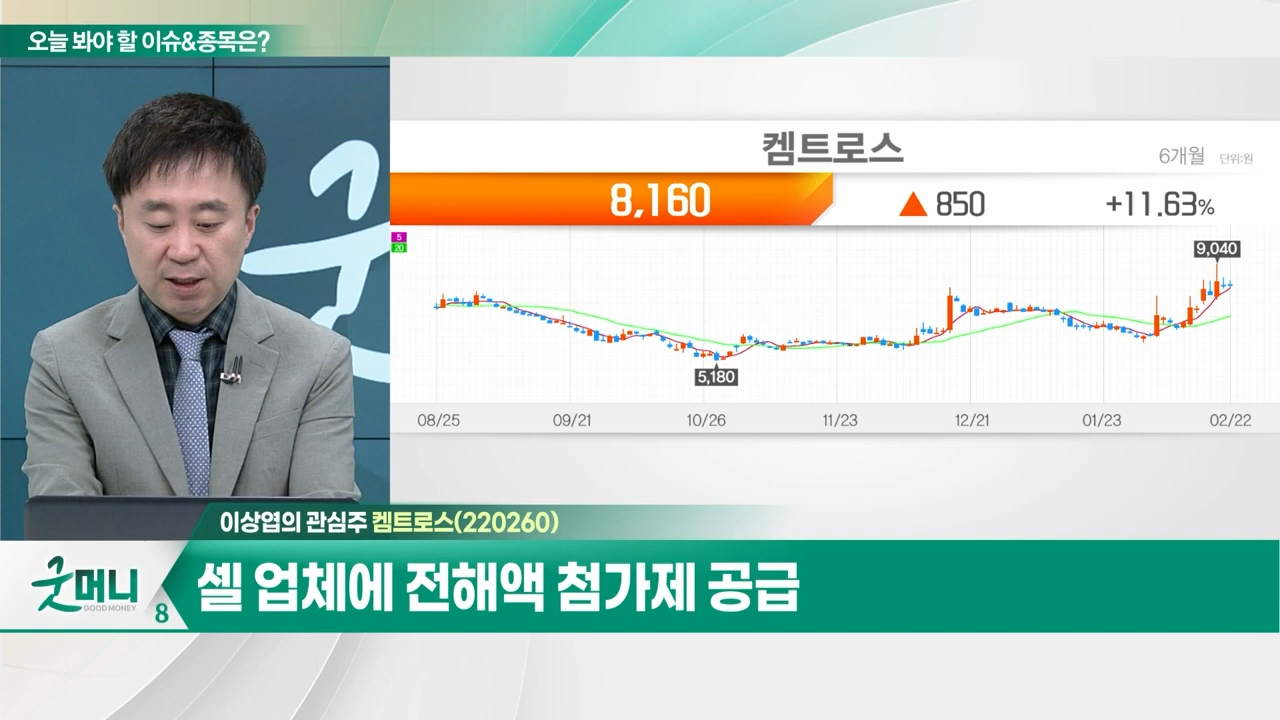 오늘 봐야 할 이슈&종목은?
켐트로스
6개월 단위:원
8,160 ▲ 850 +11.63%
5
20
9,040
5,180
08/25 09/21 10/26 11/23 12/21 01/23 02/22
이상엽의 관심주 켐트로스(220260)
굿머니
GOOD MONEY
8
셀 업체에 전해액 첨가제 공급